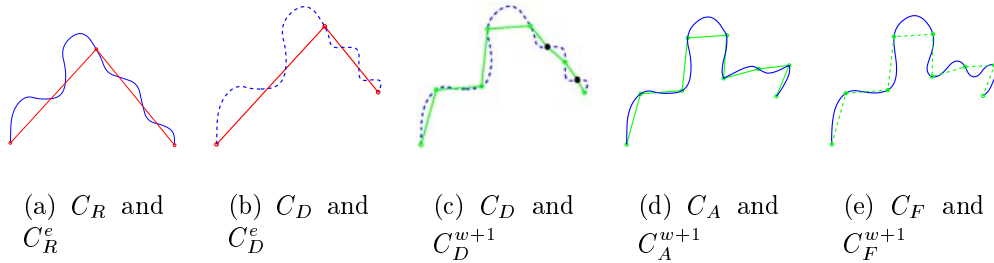 (a) C_R and
C_R^e
(b) C_D and
C_D^e
(c) C_D and
C_D^{w+1}
(d) C_A and
C_A^{w+1}
(e) C_F and
C_F^{w+1}